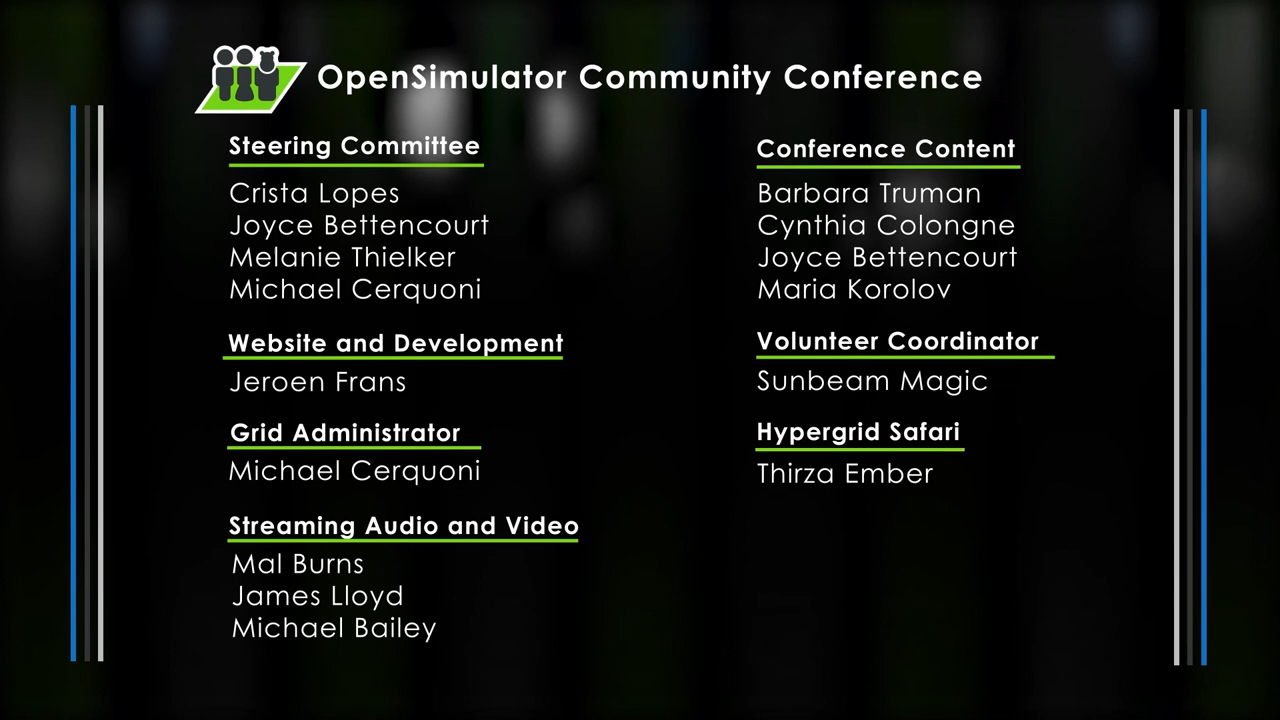 OpenSimulator Community Conference
Steering Committee
Crista Lopes
Joyce Bettencourt
Melanie Thielker
Michael Cerquoni
Website and Development
Jeroen Frans
Grid Administrator
Michael Cerquoni
Streaming Audio and Video
Mal Burns
James Lloyd
Michael Bailey
Conference Content
Barbara Truman
Cynthia Colongne
Joyce Bettencourt
Maria Korolov
Volunteer Coordinator
Sunbeam Magic
Hypergrid Safari
Thirza Ember